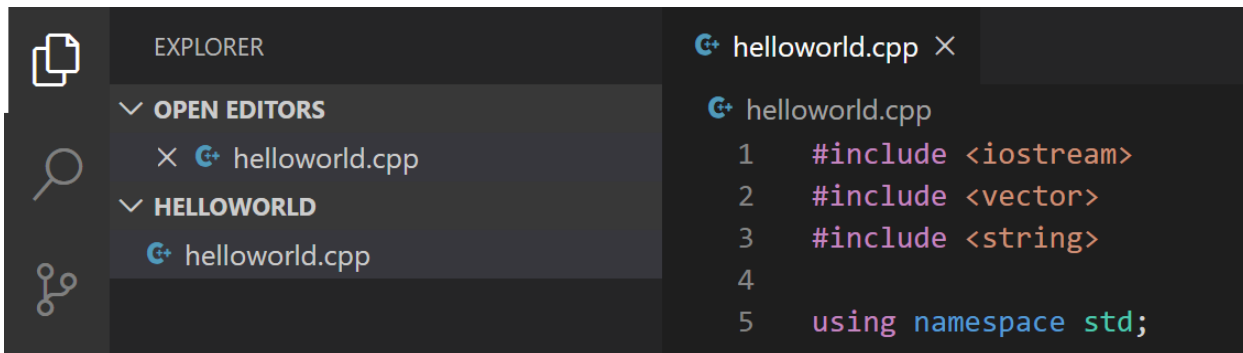 EXPLORER
OPEN EDITORS
helloworld.cpp
HELLOWORLD
helloworld.cpp
helloworld.cpp
helloworld.cpp
1 #include <iostream>
2 #include <vector>
3 #include <string>
4
5 using namespace std;